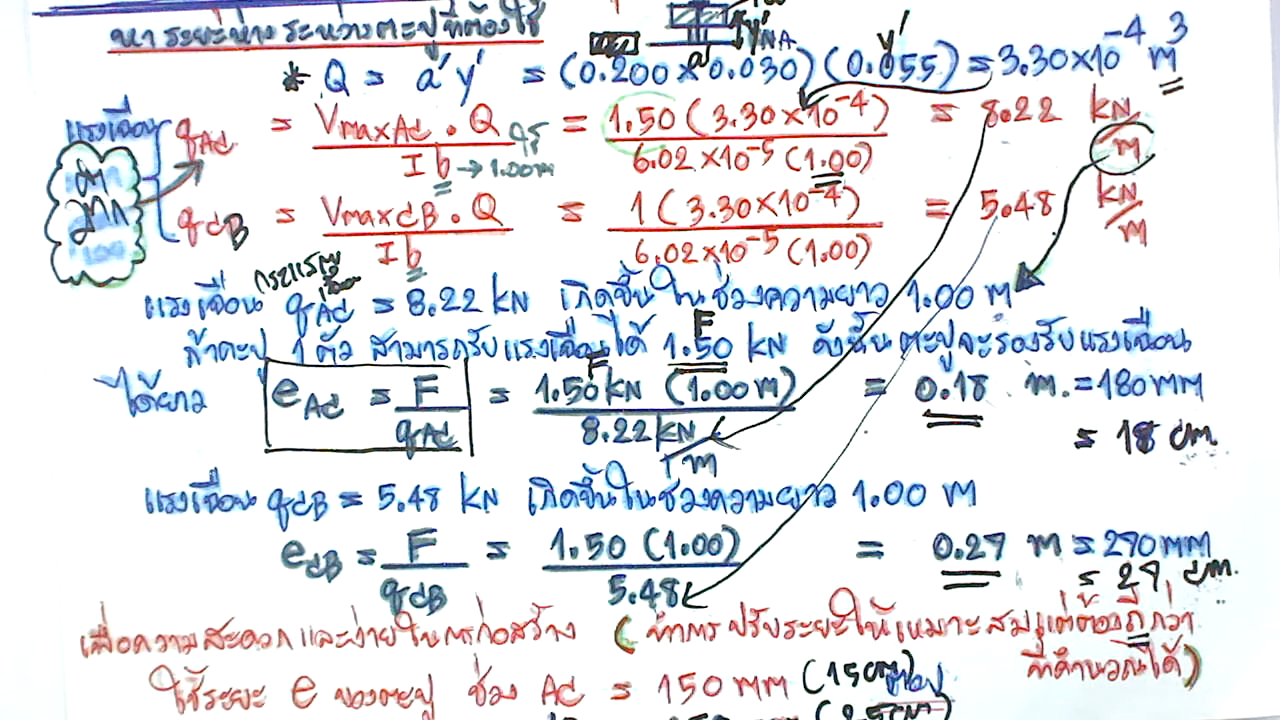 หาระยะห่างระหว่างตะปูที่ต้องใช้
y' NA
a'
y'
* Q = a'y' = (0.200 × 0.030)(0.055) = 3.30×10⁻⁴ m³
แรงเฉือน qAC = VmaxAC . Q / I b → 1.00 m = 1.50 (3.30×10⁻⁴) / 6.02×10⁻⁵ (1.00) = 8.22 kN/m
qCB = VmaxCB . Q / I b = 1 (3.30×10⁻⁴) / 6.02×10⁻⁵ (1.00) = 5.48 kN/m
แรงเฉือน qAC = 8.22 kN เกิดขึ้นในช่วงความยาว 1.00 m
F
ถ้าตะปู 1 ตัว สามารถรับแรงเฉือนได้ 1.50 kN ดังนั้นตะปูจะรองรับแรงเฉือน
ได้ยาว eAC = F / qAC = 1.50 kN (1.00 m) / 8.22 kN/m = 0.18 m. = 180 mm
= 18 cm.
แรงเฉือน qCB = 5.48 kN เกิดขึ้นในช่วงความยาว 1.00 m
eCB = F / qCB = 1.50 (1.00) / 5.48 = 0.27 m = 270 mm
= 27 cm.
เพื่อความสะดวกและง่ายในการก่อสร้าง (ทำการปรับระยะให้เหมาะสมแต่ต้องถี่กว่า
ที่คำนวณได้)
ใช้ระยะ e ของตะปู ช่วง AC = 150 mm (15cm)